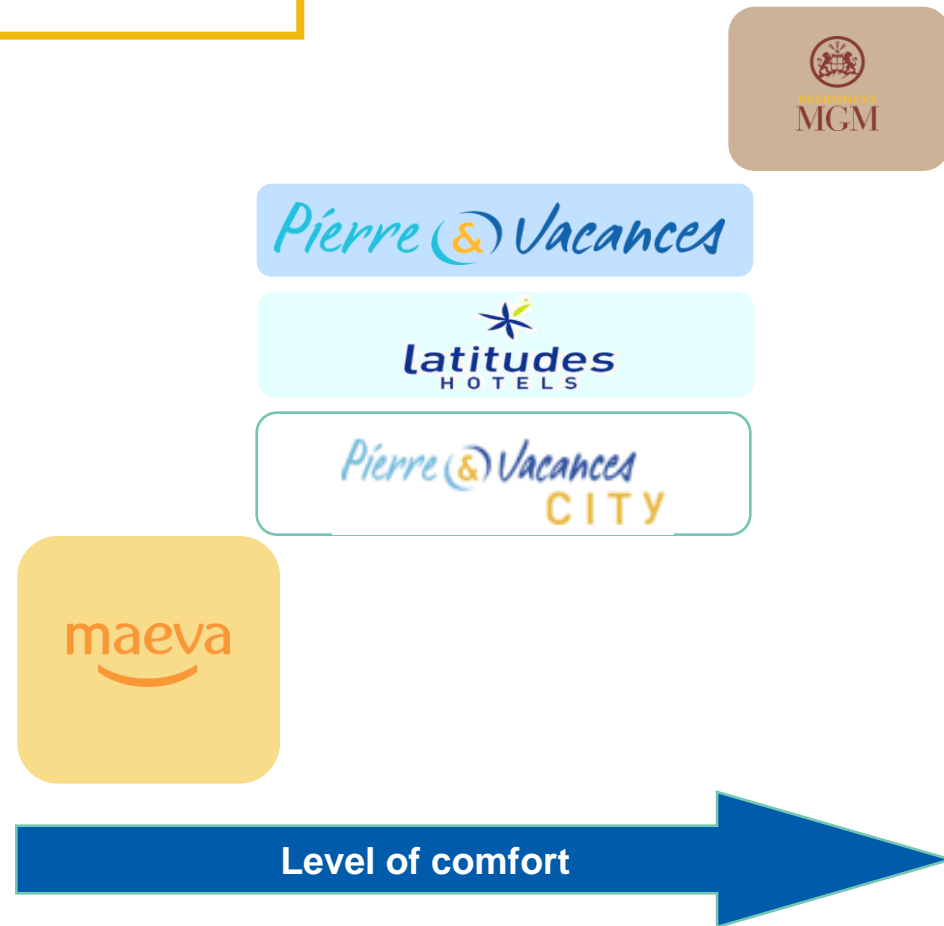 RESIDENCES
MGM
Pierre & Vacances
Latitudes
HOTELS
Pierre & Vacances
CITY
maeva
Level of comfort